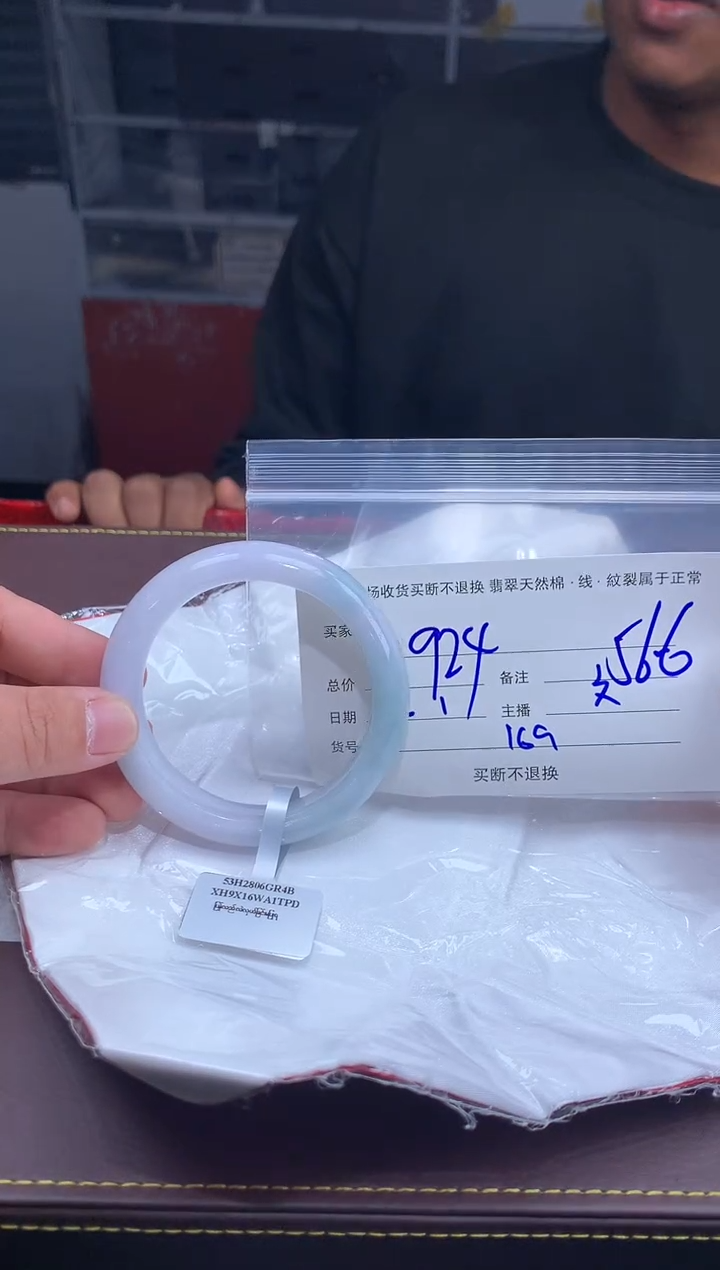 场收货买断不退换 翡翠天然棉·线·紋裂属于正常
买家 924
总价 备注 566
日期 主播
货号 169
买断不退换
53H2806GR4B
XH9X16WA1TPD